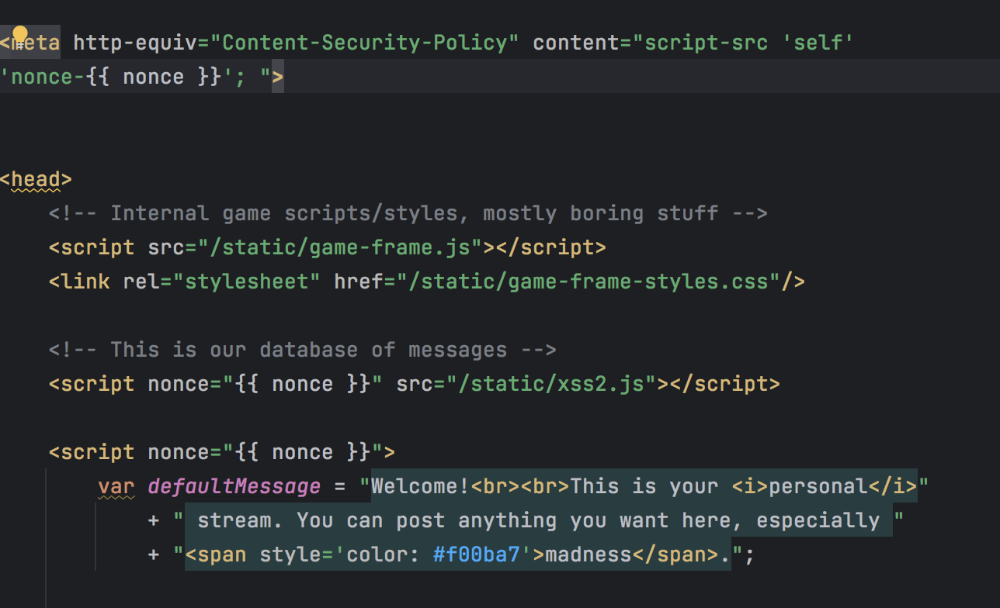 <meta http-equiv="Content-Security-Policy" content="script-src 'self'
'nonce-{{ nonce }}'; ">
<head>
<!-- Internal game scripts/styles, mostly boring stuff -->
<script src="/static/game-frame.js"></script>
<link rel="stylesheet" href="/static/game-frame-styles.css"/>
<!-- This is our database of messages -->
<script nonce="{{ nonce }}" src="/static/xss2.js"></script>
<script nonce="{{ nonce }}">
var defaultMessage = "Welcome!<br><br>This is your <i>personal</i>"
+ " stream. You can post anything you want here, especially "
+ "<span style='color: #f00ba7'>madness</span>.";